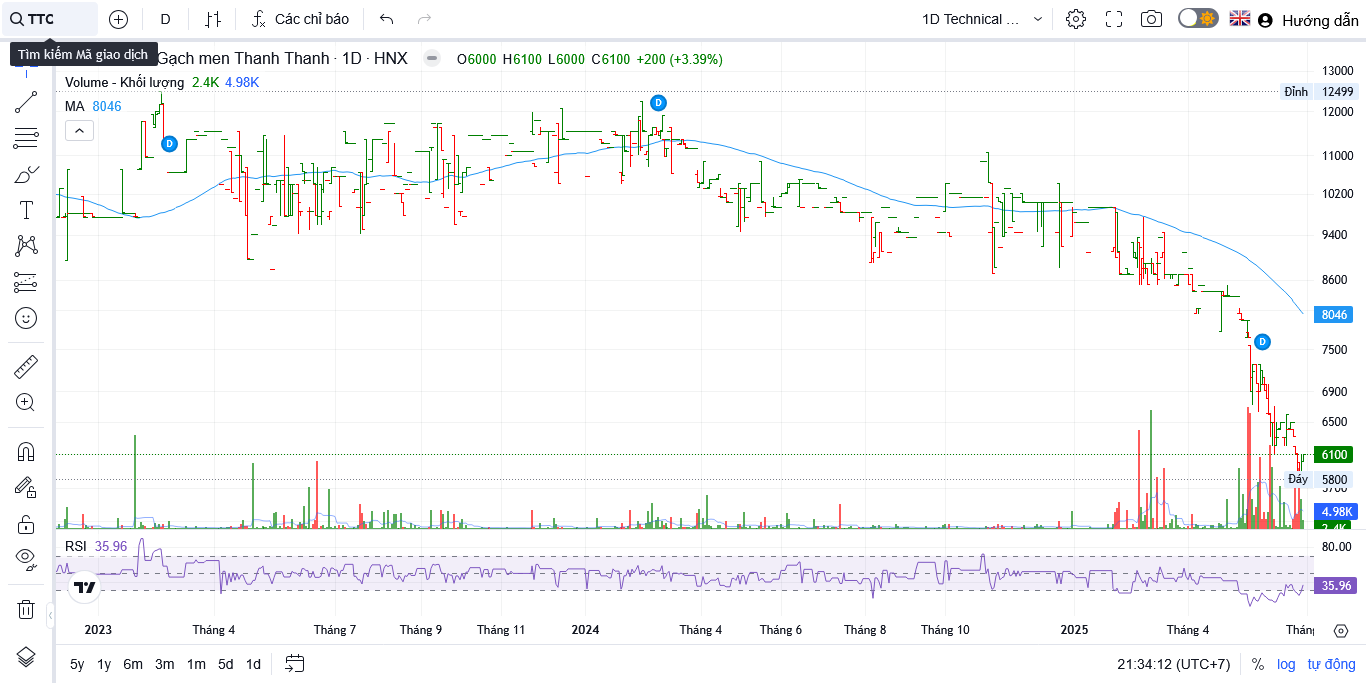 TTC
D
Các chỉ báo
1D Technical ...
Hướng dẫn
Tìm kiếm Mã giao dịch
Gạch men Thanh Thanh · 1D · HNX
O6000 H6100 L6000 C6100 +200 (+3.39%)
Volume - Khối lượng 2.4K 4.98K
MA 8046
13000
Đỉnh 12499
12000
11000
10200
9400
8600
8046
7500
6900
6500
6100
Đáy 5800
5700
4.98K
2.4K
D
D
D
RSI 35.96
80.00
35.96
2023 Tháng 4 Tháng 7 Tháng 9 Tháng 11 2024 Tháng 4 Tháng 6 Tháng 8 Tháng 10 2025 Tháng 4 Tháng
5y 1y 6m 3m 1m 5d 1d
21:34:12 (UTC+7) % log tự động